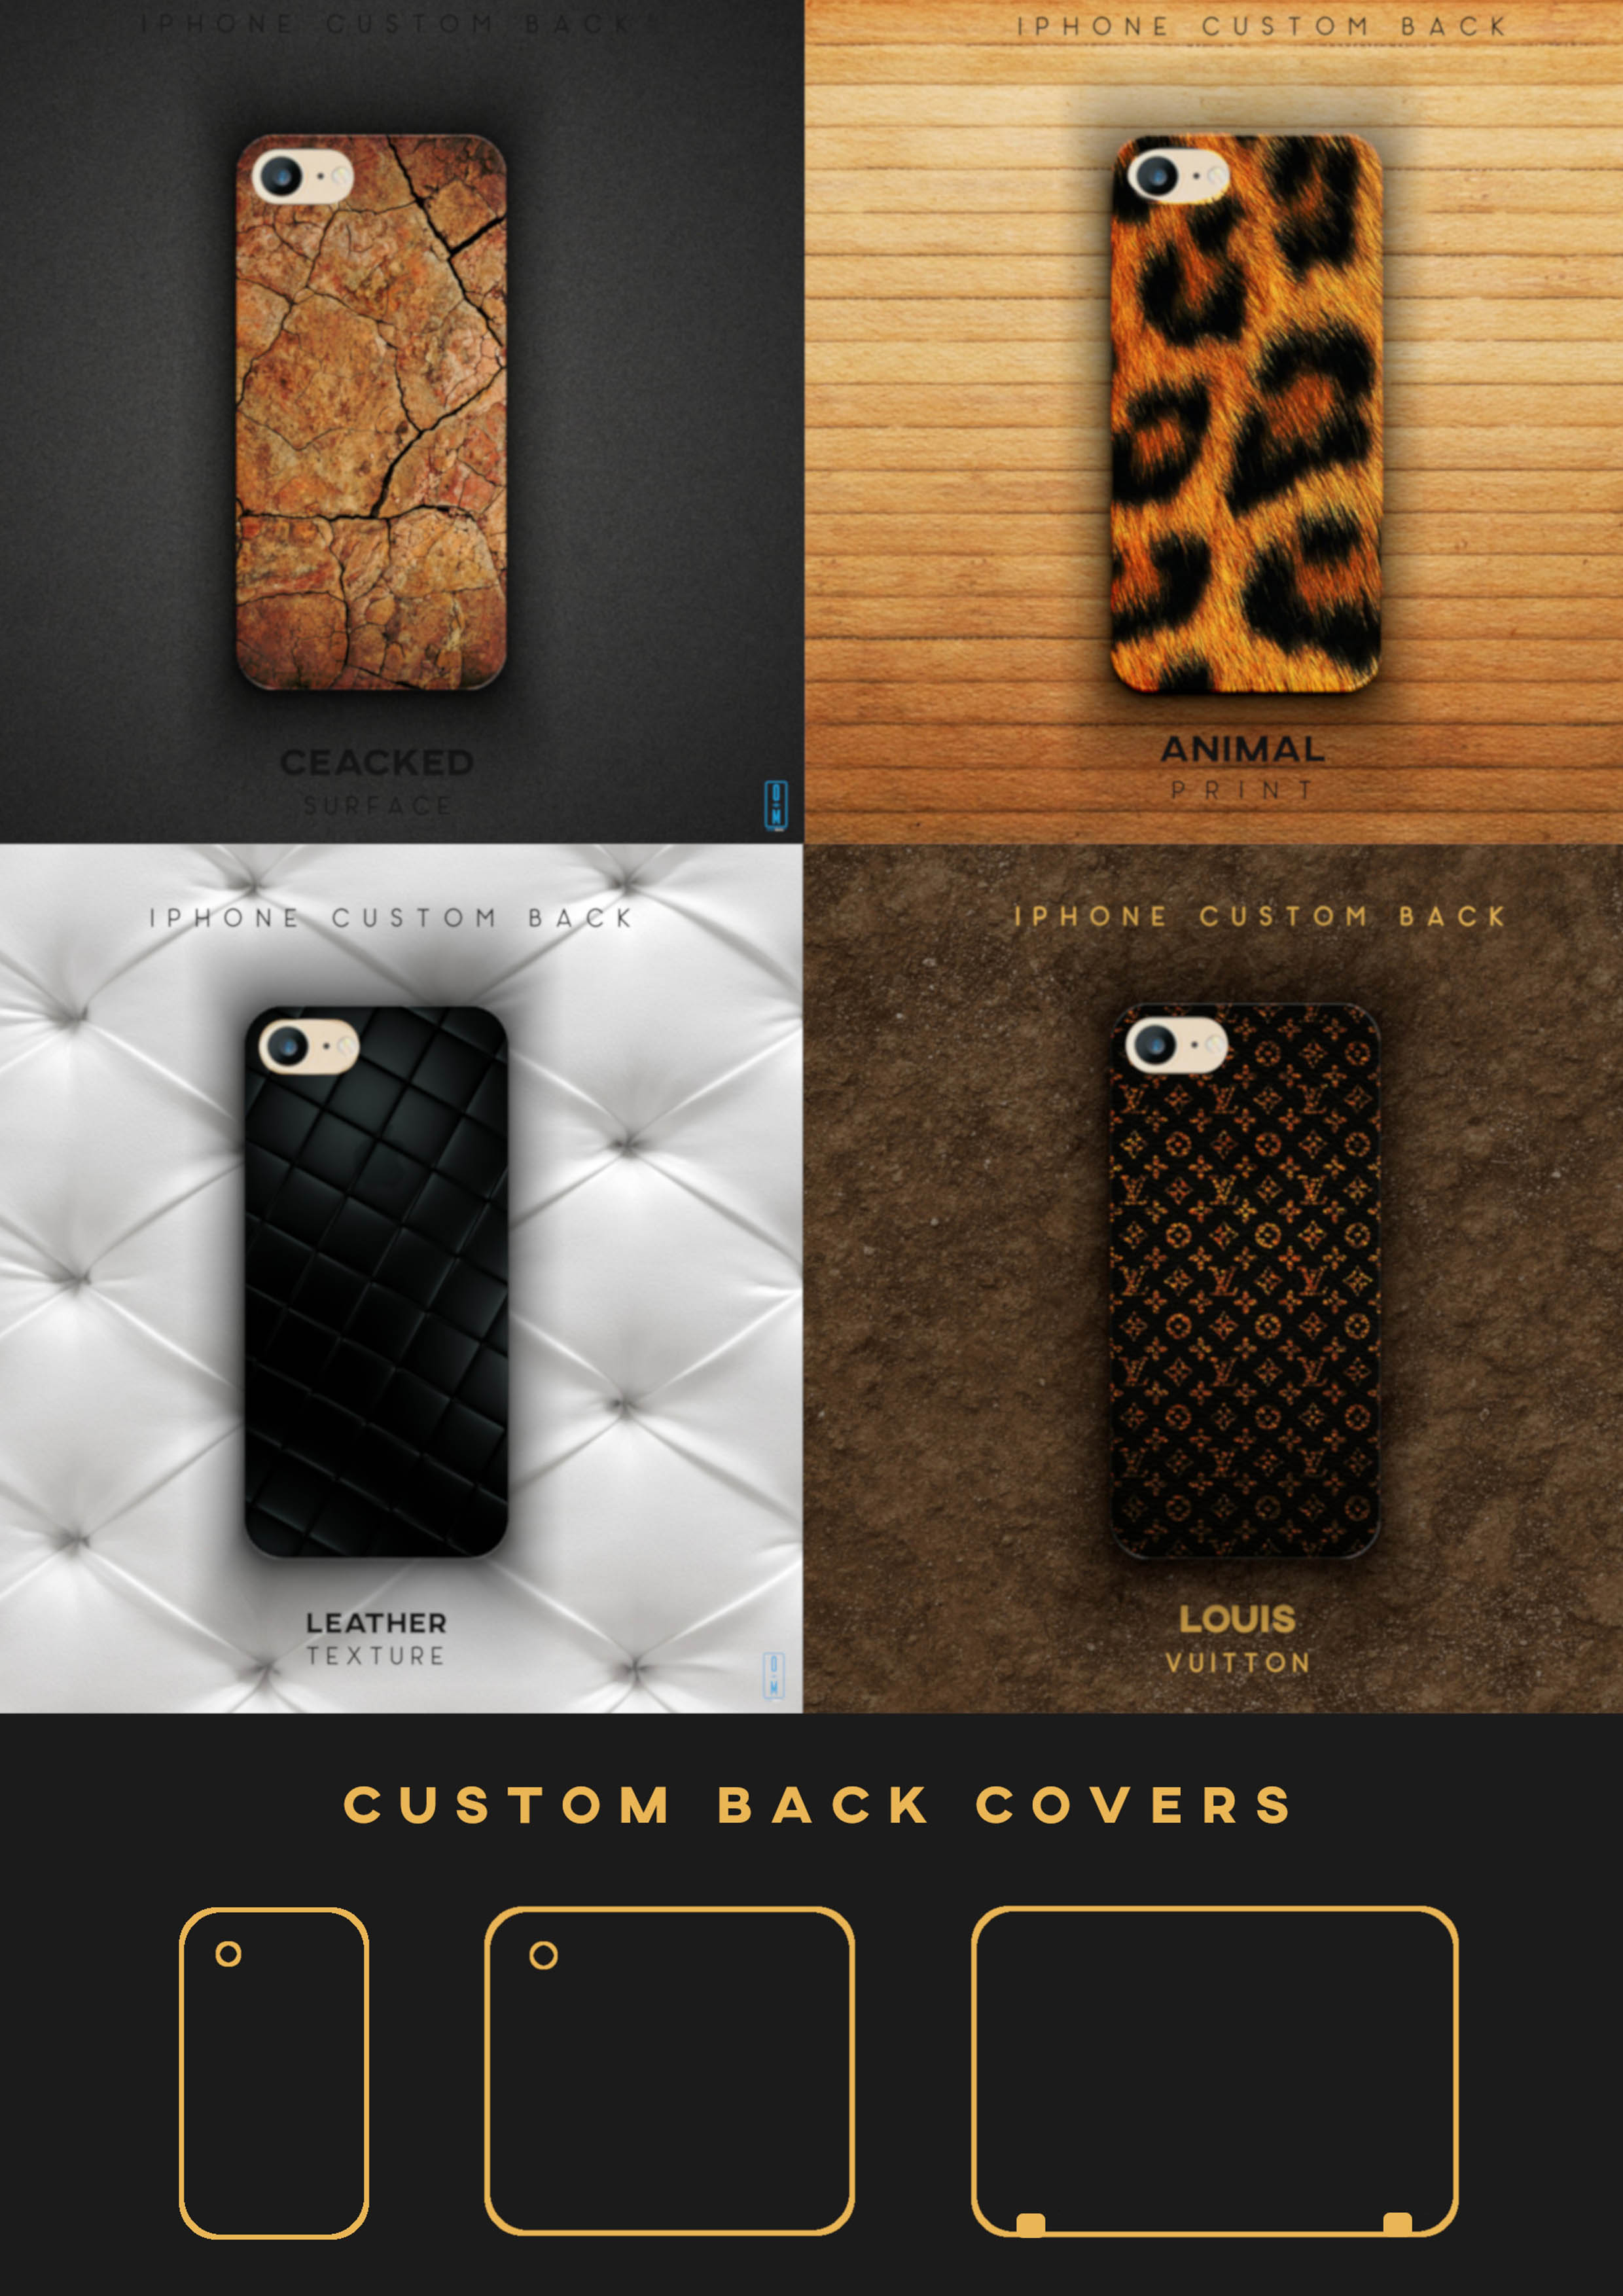 IPHONE CUSTOM BACK
CEACKED
SURFACE
O-M
IPHONE CUSTOM BACK
ANIMAL
PRINT
IPHONE CUSTOM BACK
LEATHER
TEXTURE
O-M
IPHONE CUSTOM BACK
LOUIS
VUITTON
CUSTOM BACK COVERS